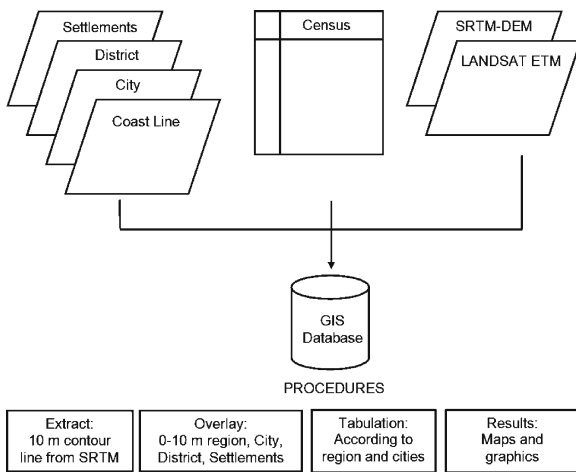 Settlements
District
City
Coast Line
Census
SRTM-DEM
LANDSAT ETM
GIS
Database
PROCEDURES
Extract:
10 m contour
line from SRTM
Overlay:
0-10 m region, City,
District, Settlements
Tabulation:
According to
region and cities
Results:
Maps and
graphics